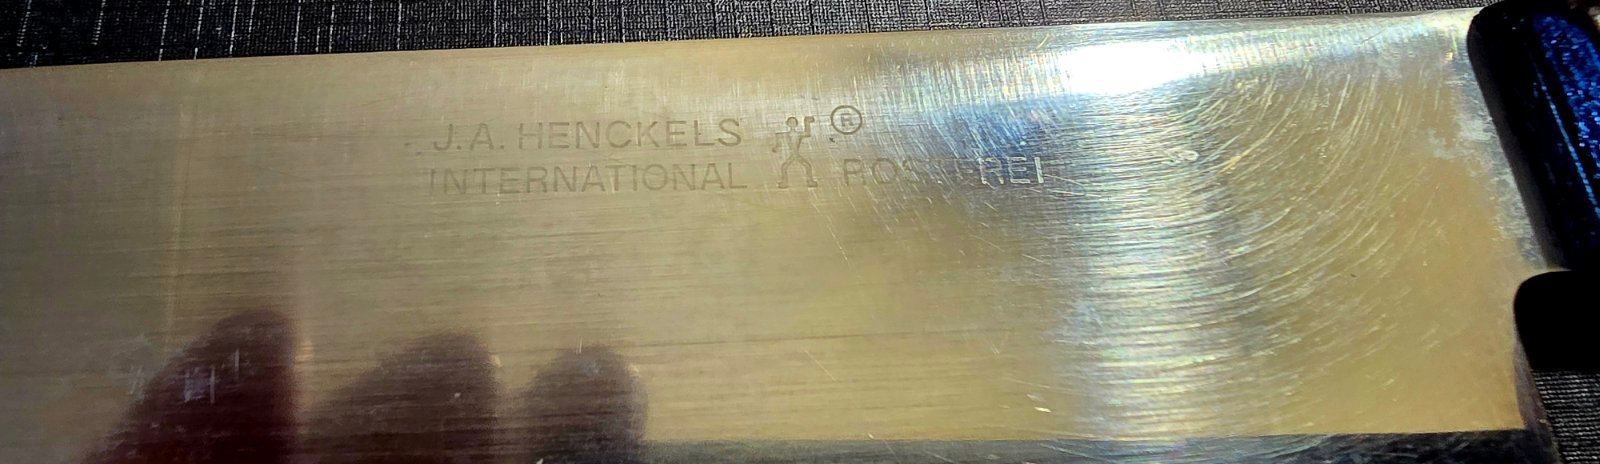 J.A. HENCKELS ®
INTERNATIONAL ROSTFREI